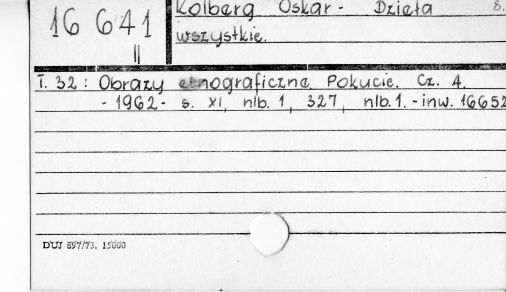 16 641
II
Kolberg Oskar - Dzieła 8.
wszystkie.
T. 32: Obrazy etnograficzne. Pokucie. Cz. 4.
- 1962 - s. XI, nlb. 1, 327, nlb. 1. - inw. 16652
DUJ 897/73. 15000